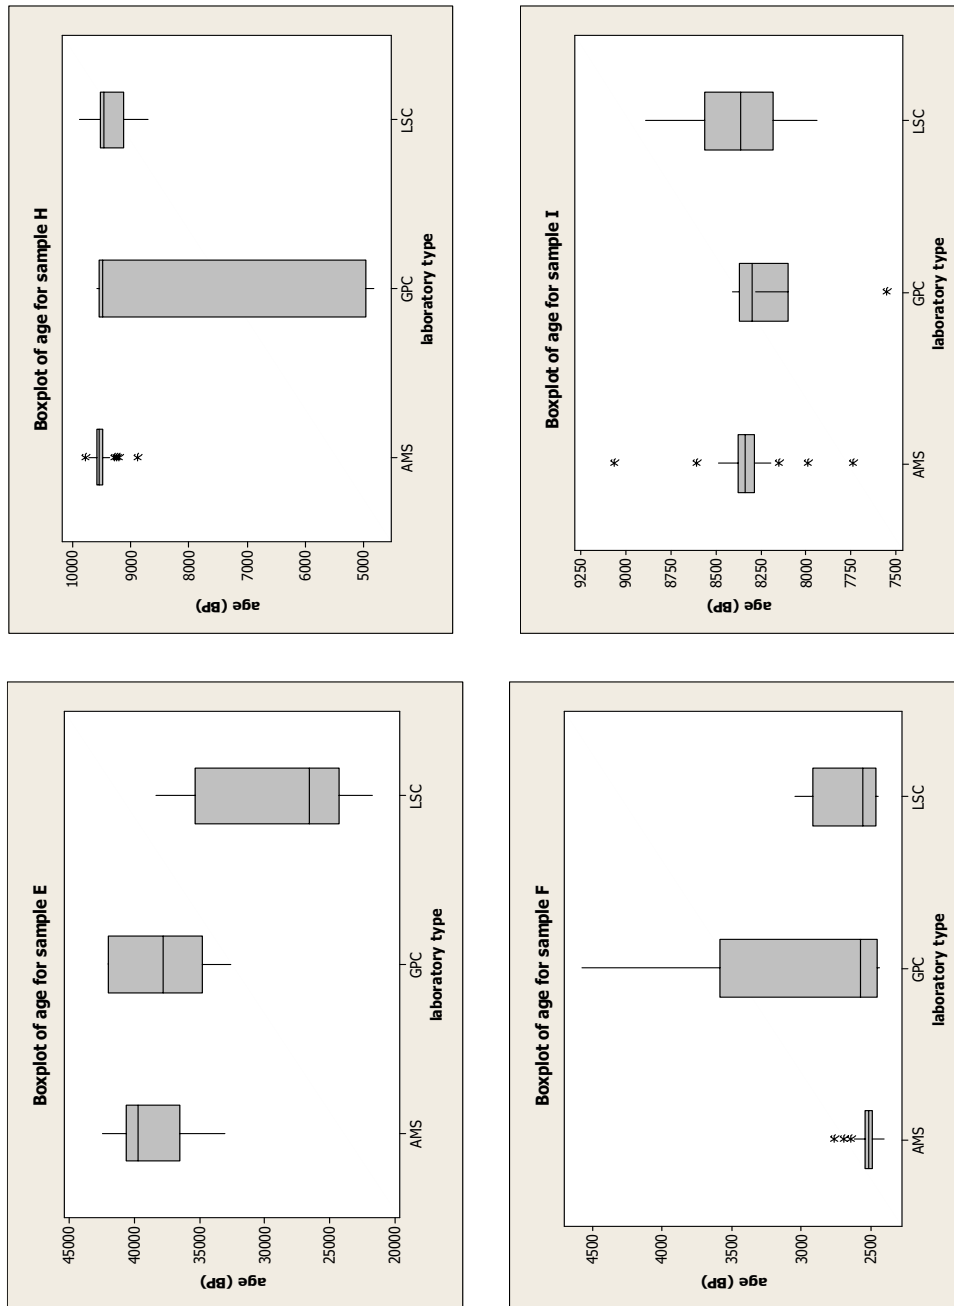 Boxplot of age for sample E
45000
40000
35000
30000
25000
20000
age (BP)
AMS GPC LSC
laboratory type
Boxplot of age for sample H
10000
9000
8000
7000
6000
5000
age (BP)
AMS GPC LSC
laboratory type
Boxplot of age for sample F
4500
4000
3500
3000
2500
age (BP)
AMS GPC LSC
laboratory type
Boxplot of age for sample I
9250
9000
8750
8500
8250
8000
7750
7500
age (BP)
AMS GPC LSC
laboratory type